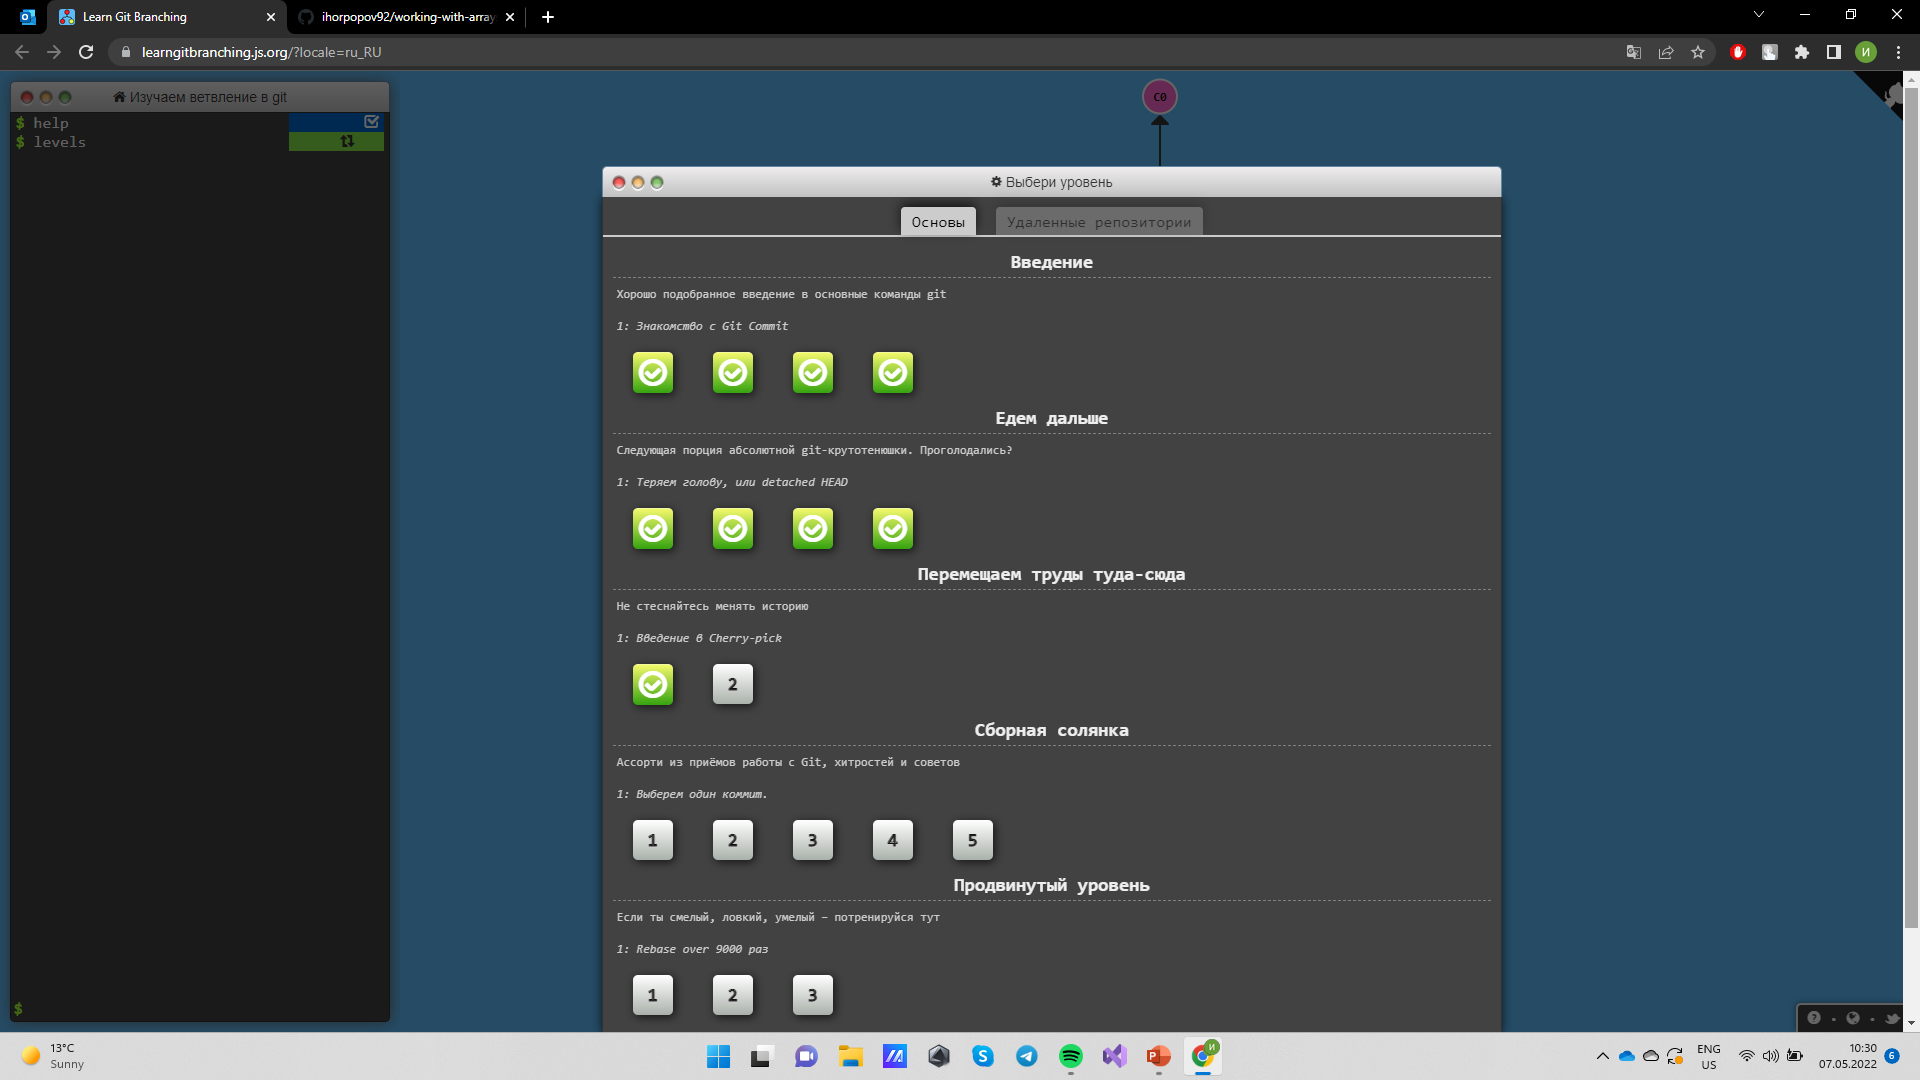 Learn Git Branching
ihorpopov92/working-with-array
learngitbranching.js.org/?locale=ru_RU
И
Изучаем ветвление в git
$ help
$ levels
C0
Выбери уровень
Основы
Удаленные репозитории
Введение
Хорошо подобранное введение в основные команды git
1: Знакомство с Git Commit
Едем дальше
Следующая порция абсолютной git-крутотенюшки. Проголодались?
1: Теряем голову, или detached HEAD
Перемещаем труды туда-сюда
Не стесняйтесь менять историю
1: Введение в Cherry-pick
2
Сборная солянка
Ассорти из приёмов работы с Git, хитростей и советов
1: Выберем один коммит.
1 2 3 4 5
Продвинутый уровень
Если ты смелый, ловкий, умелый – потренируйся тут
1: Rebase over 9000 раз
1 2 3
$
13°C
Sunny
ENG
US
10:30
07.05.2022
6